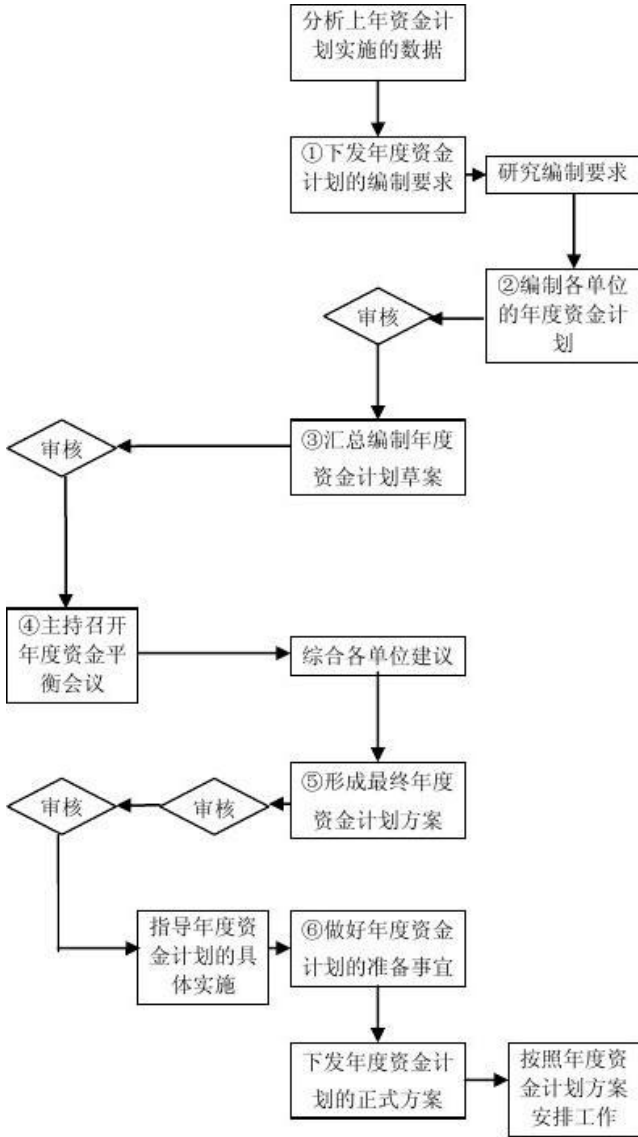 分析上年资金计
划实施的数据
①下发年度资金
计划的编制要求
研究编制要求
②编制各单位
的年度资金计
划
审核
③汇总编制年度
资金计划草案
审核
④主持召开
年度资金平
衡会议
综合各单位建议
⑤形成最终年度
资金计划方案
审核
审核
指导年度资
金计划的具
体实施
⑥做好年度资金
计划的准备事宜
下发年度资金计
划的正式方案
按照年度资
金计划方案
安排工作